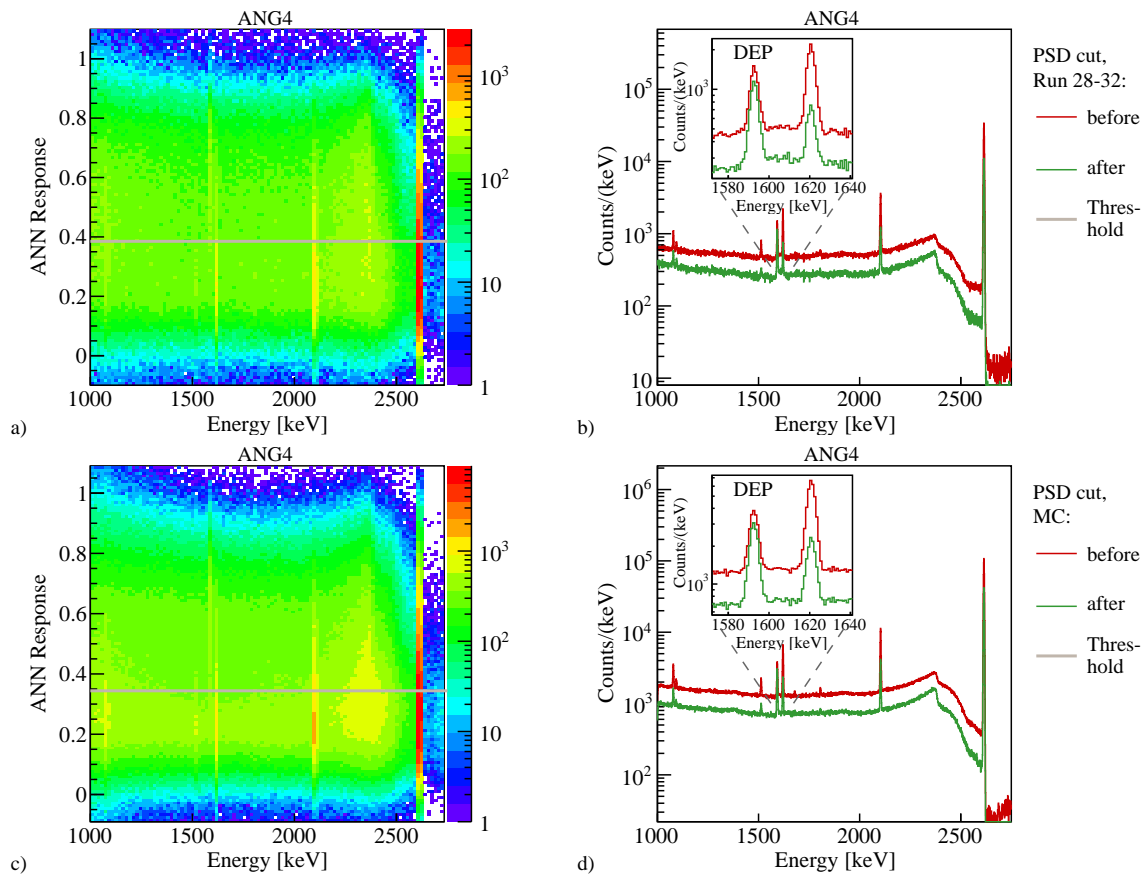 ANG4
ANN Response
1
0.8
0.6
0.4
0.2
0
1000 1500 2000 2500
Energy [keV]
10³
10²
10
1
a)
ANG4
Counts/(keV)
10⁵
10⁴
10³
10²
10
1000 1500 2000 2500
Energy [keV]
DEP
Counts/(keV)
10³
1580 1600 1620 1640
Energy [keV]
PSD cut,
Run 28-32:
before
after
Thres-
hold
b)
ANG4
ANN Response
1
0.8
0.6
0.4
0.2
0
1000 1500 2000 2500
Energy [keV]
10³
10²
10
1
c)
ANG4
Counts/(keV)
10⁶
10⁵
10⁴
10³
10²
1000 1500 2000 2500
Energy [keV]
DEP
Counts/(keV)
10³
1580 1600 1620 1640
Energy [keV]
PSD cut,
MC:
before
after
Thres-
hold
d)